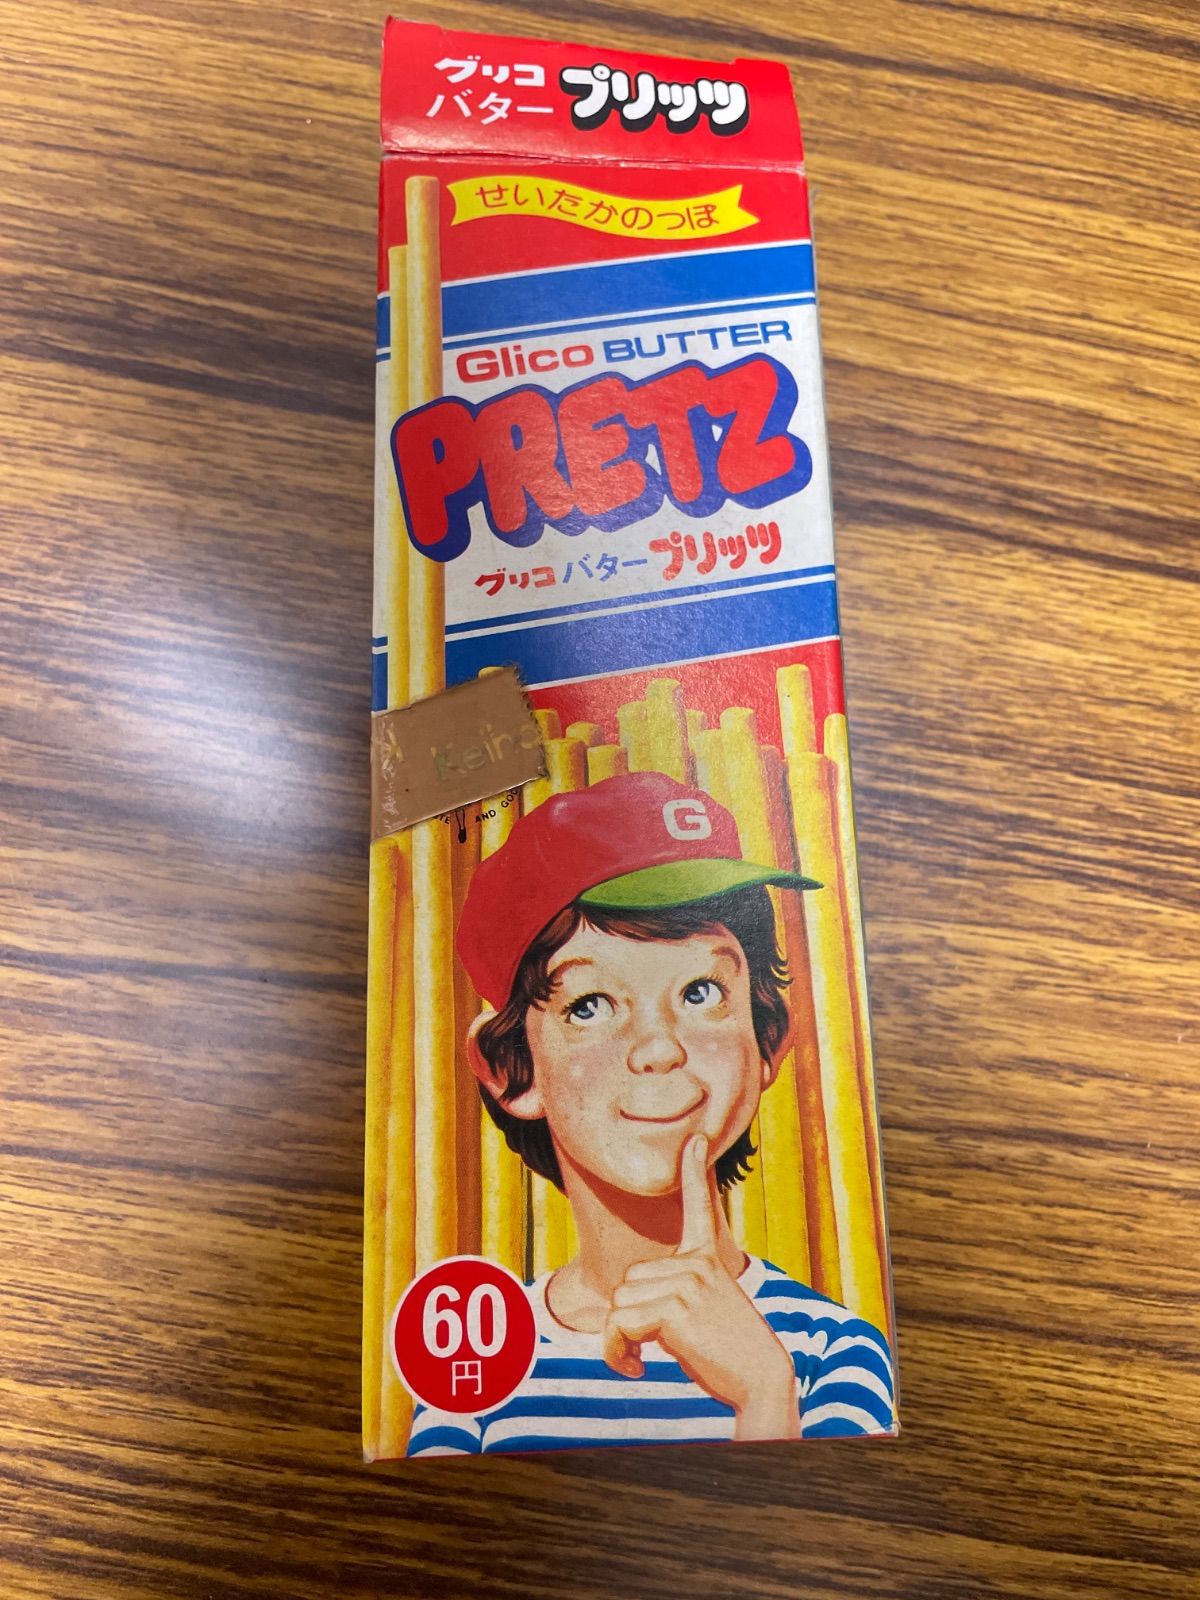 グリコ
バター プリッツ
せいたかのっぽ
Glico BUTTER
PRETZ
グリコ バター プリッツ
AND
G
60
円